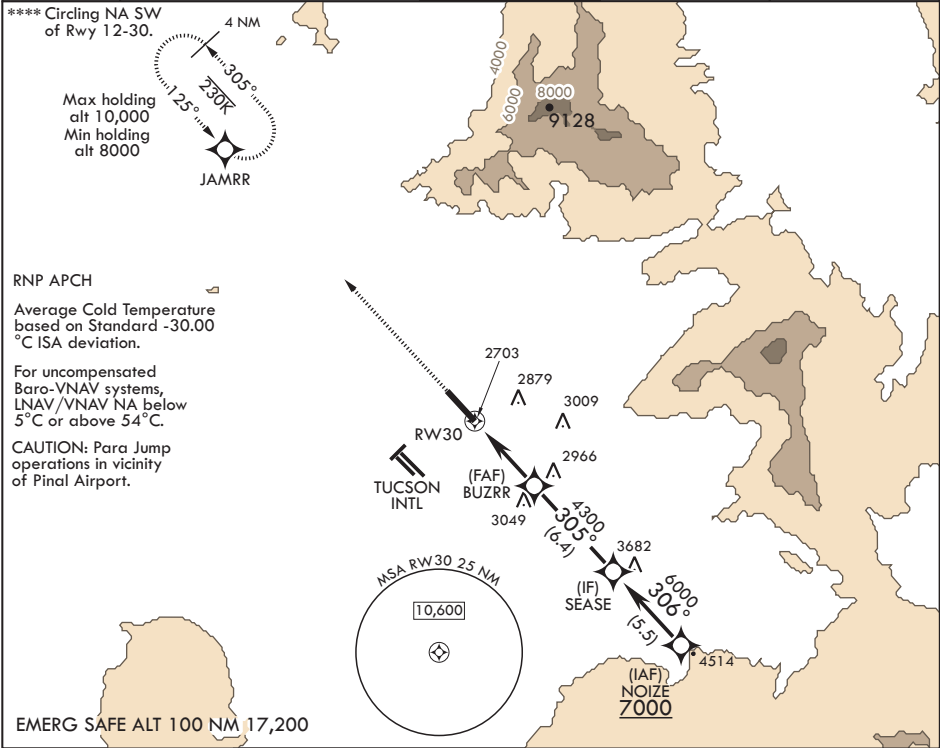 **** Circling NA SW
of Rwy 12-30.
4 NM
305°
230K
125°
Max holding
alt 10,000
Min holding
alt 8000
JAMRR
4000
6000
8000
9128
RNP APCH
Average Cold Temperature
based on Standard -30.00
°C ISA deviation.
For uncompensated
Baro-VNAV systems,
LNAV/VNAV NA below
5°C or above 54°C.
CAUTION: Para Jump
operations in vicinity
of Pinal Airport.
2703
2879
3009
RW30
2966
(FAF)
BUZRR
TUCSON
INTL
3049
4300
305°
(6.4)
3682
(IF)
SEASE
6000
306°
(5.5)
MSA RW30 25 NM
10,600
4514
(IAF)
NOIZE
7000
EMERG SAFE ALT 100 NM 17,200